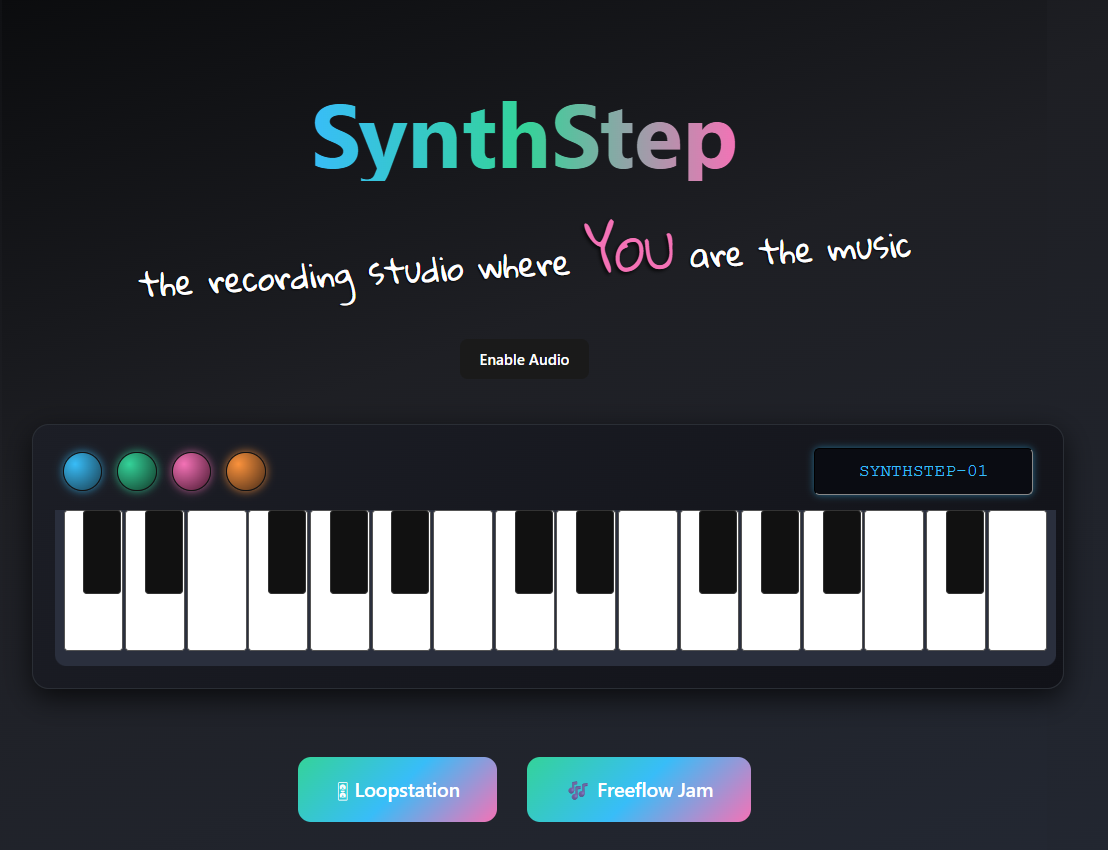 SynthStep
the recording studio where YOU are the music
Enable Audio
SYNTHSTEP-01
🎛 Loopstation
🎶 Freeflow Jam